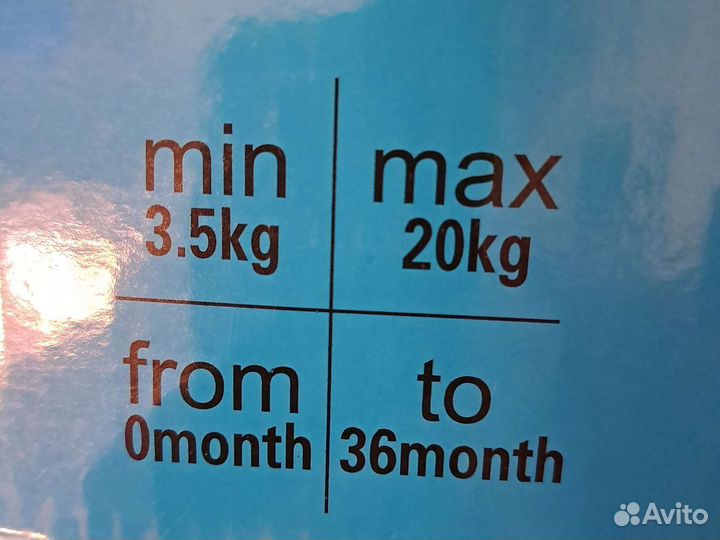 min max
3.5kg 20kg
from to
0month 36month
Avito